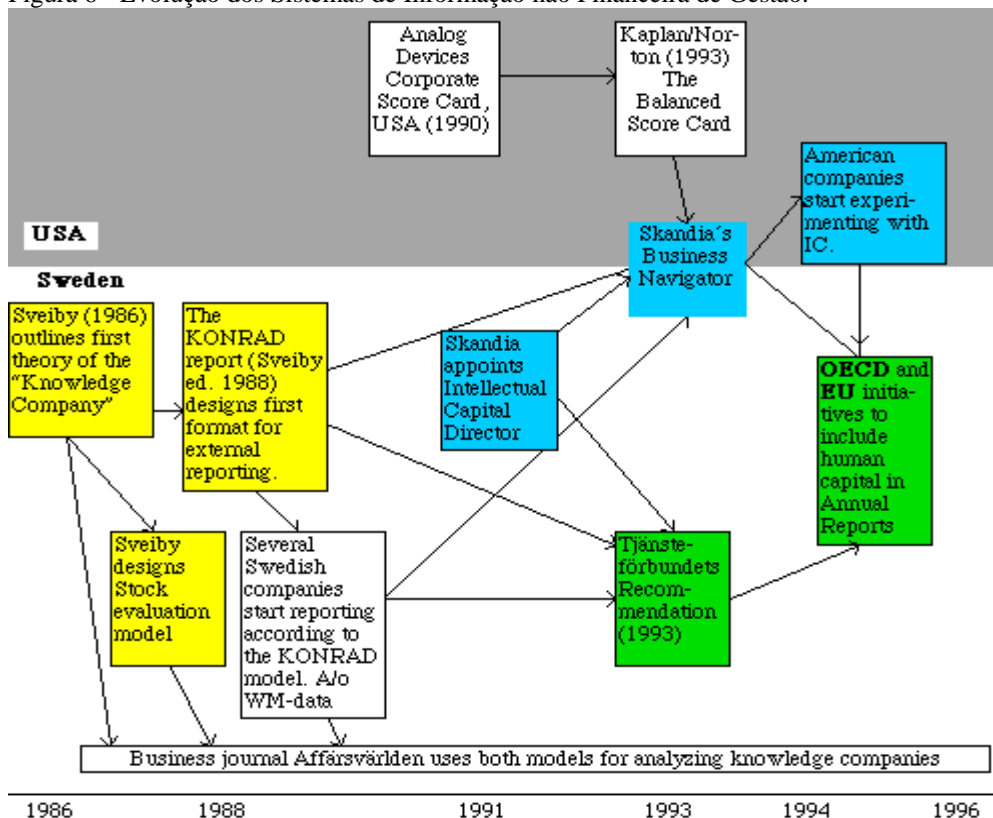 Figura 6 - Evolução dos Sistemas de Informação não Financeira de Gestão.
Analog
Devices
Corporate
Score Card,
USA (1990)
Kaplan/Nor-
ton (1993)
The
Balanced
Score Card
American
companies
start experi-
menting with
IC.
USA
Skandia´s
Business
Navigator
Sweden
Sveiby (1986)
outlines first
theory of the
“Knowledge
Company”
The
KONRAD
report (Sveiby
ed. 1988)
designs first
format for
external
reporting.
Skandia
appoints
Intellectual
Capital
Director
OECD and
EU initia-
tives to
include
human
capital in
Annual
Reports
Sveiby
designs
Stock
evaluation
model
Several
Swedish
companies
start reporting
according to
the KONRAD
model. A/o
WM-data
Tjänste-
förbundets
Recom-
mendation
(1993)
Business journal Affärsvärlden uses both models for analyzing knowledge companies
1986 1988 1991 1993 1994 1996